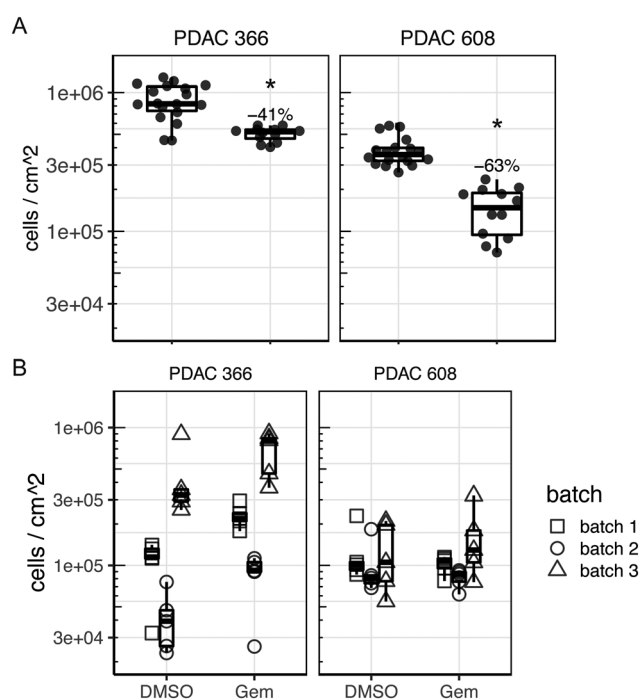 A
PDAC 366 PDAC 608
cells / cm^2
1e+06
3e+05
1e+05
3e+04
*
−41%
*
−63%
B
PDAC 366 PDAC 608
cells / cm^2
1e+06
3e+05
1e+05
3e+04
DMSO Gem DMSO Gem
batch
batch 1
batch 2
batch 3